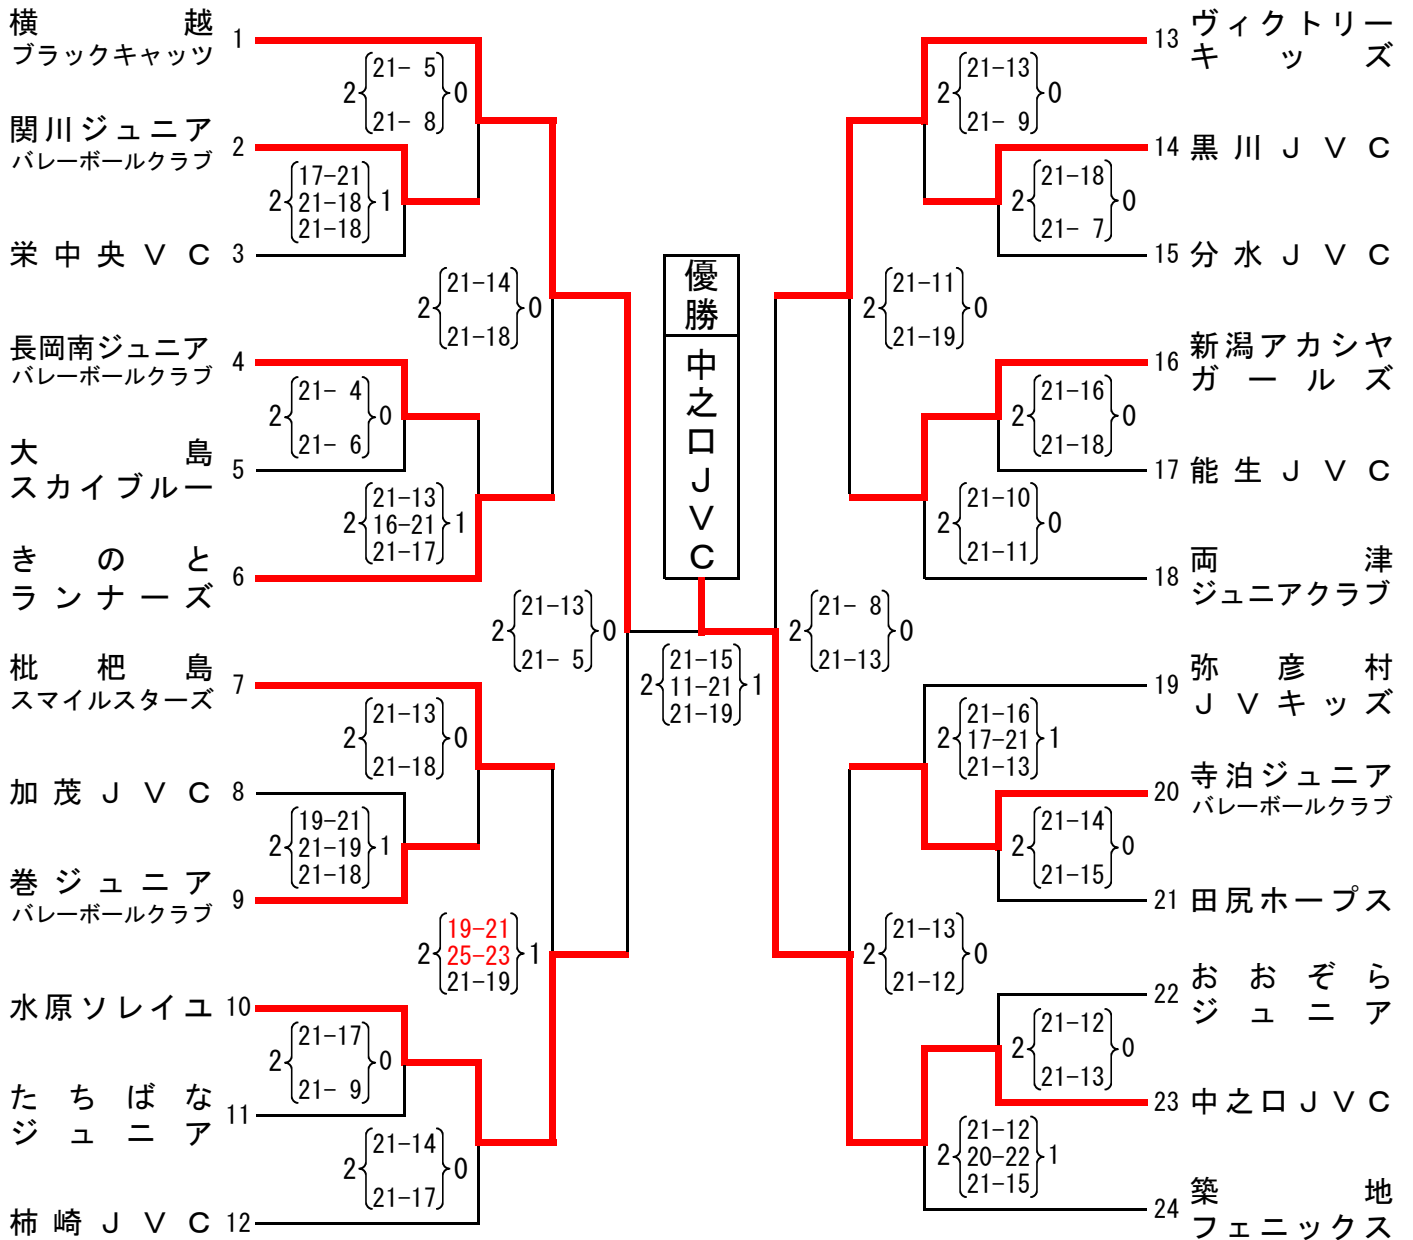 横越
ブラックキャッツ
1
2 21- 5 0
21- 8
関川ジュニア
バレーボールクラブ
2
17-21
2 21-18 1
21-18
栄中央ＶＣ 3
21-14
2 0
21-18
長岡南ジュニア
バレーボールクラブ
4
21- 4
2 0
21- 6
大島
スカイブルー
5
21-13
2 16-21 1
21-17
きのと
ランナーズ
6
21-13
2 0
21- 5
枇杷島
スマイルスターズ
7
21-13
2 0
21-18
加茂ＪＶＣ 8
19-21
2 21-19 1
21-18
巻ジュニア
バレーボールクラブ
9
19-21
2 25-23 1
21-19
水原ソレイユ 10
21-17
2 0
21- 9
たちばな
ジュニア
11
21-14
2 0
21-17
柿崎ＪＶＣ 12
優勝
中之口ＪＶＣ
21-15
2 11-21 1
21-19
13 ヴィクトリー
キッズ
21-13
2 0
21- 9
14 黒川ＪＶＣ
21-18
2 0
21- 7
15 分水ＪＶＣ
21-11
2 0
21-19
16 新潟アカシヤ
ガールズ
21-16
2 0
21-18
17 能生ＪＶＣ
21-10
2 0
21-11
18 両津
ジュニアクラブ
21- 8
2 0
21-13
19 弥彦村
ＪＶキッズ
21-16
2 17-21 1
21-13
20 寺泊ジュニア
バレーボールクラブ
21-14
2 0
21-15
21 田尻ホープス
21-13
2 0
21-12
22 おおぞら
ジュニア
21-12
2 0
21-13
23 中之口ＪＶＣ
21-12
2 20-22 1
21-15
24 築地
フェニックス